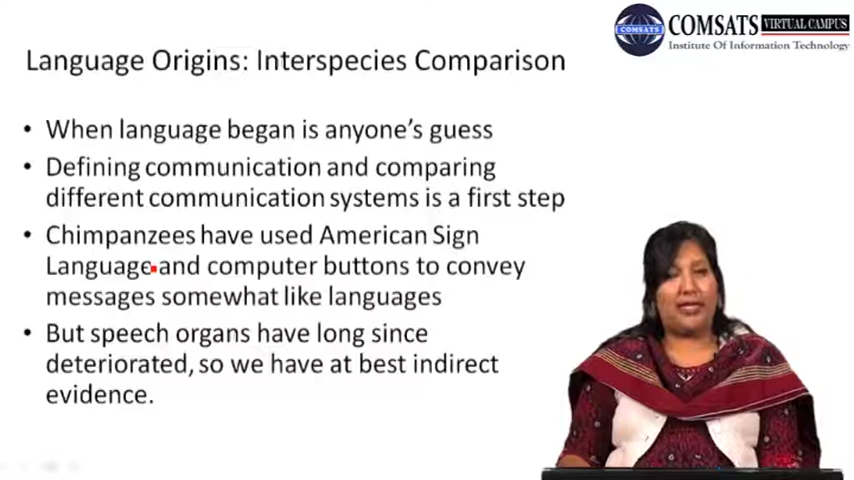 COMSATS
COMSATS VIRTUAL CAMPUS
Institute Of Information Technology
Language Origins: Interspecies Comparison
• When language began is anyone's guess
• Defining communication and comparing
different communication systems is a first step
• Chimpanzees have used American Sign
Language and computer buttons to convey
messages somewhat like languages
• But speech organs have long since
deteriorated, so we have at best indirect
evidence.